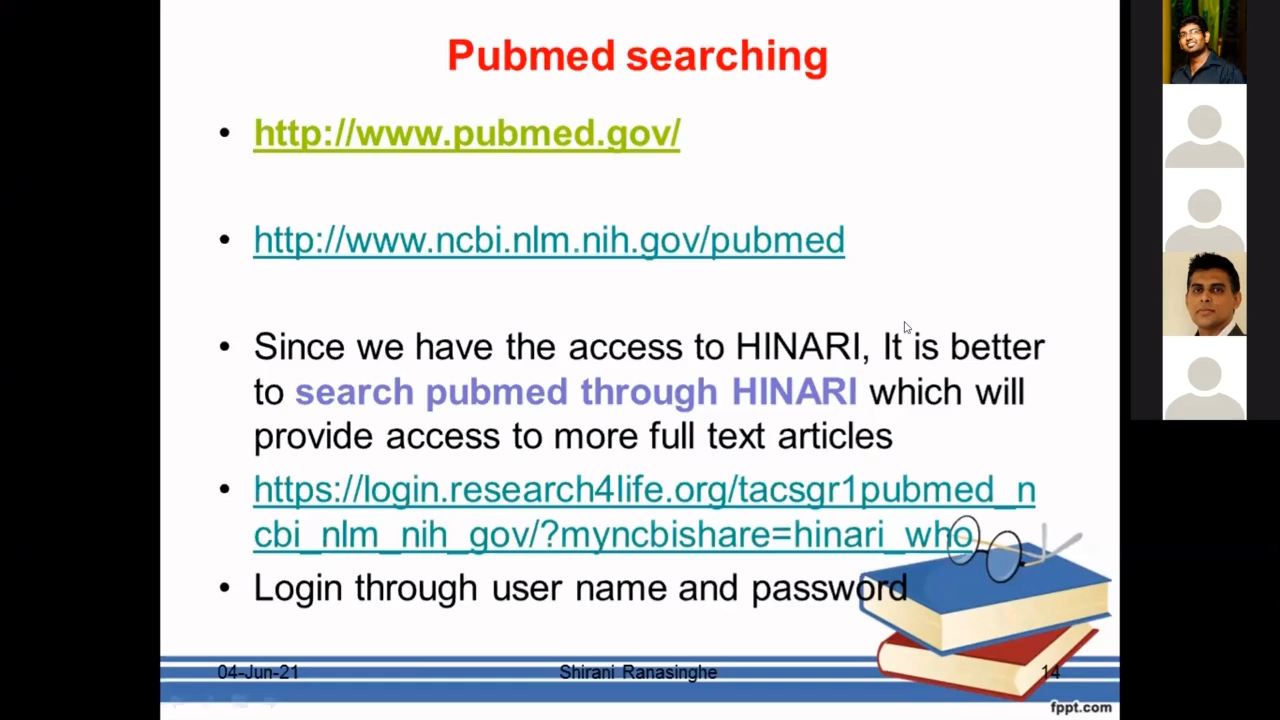 Pubmed searching
• http://www.pubmed.gov/
• http://www.ncbi.nlm.nih.gov/pubmed
• Since we have the access to HINARI, It is better
to search pubmed through HINARI which will
provide access to more full text articles
• https://login.research4life.org/tacsgr1pubmed_n
cbi_nlm_nih_gov/?myncbishare=hinari_who
• Login through user name and password
04-Jun-21
Shirani Ranasinghe
14
fppt.com